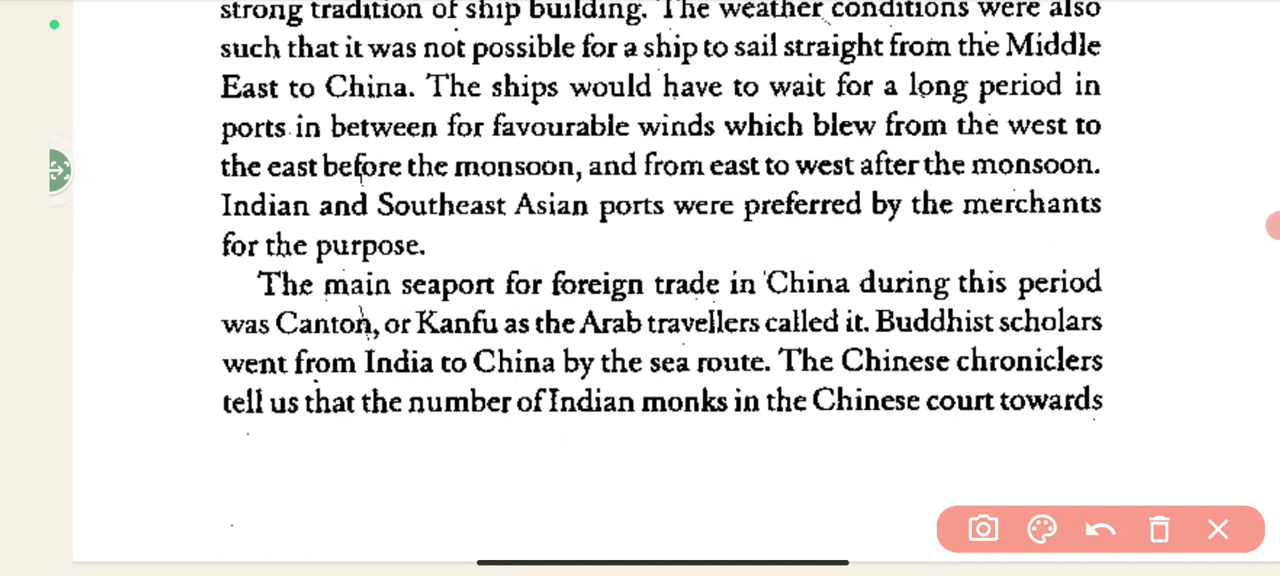 strong tradition of ship building. The weather conditions were also
such that it was not possible for a ship to sail straight from the Middle
East to China. The ships would have to wait for a long period in
ports in between for favourable winds which blew from the west to
the east before the monsoon, and from east to west after the monsoon.
Indian and Southeast Asian ports were preferred by the merchants
for the purpose.
The main seaport for foreign trade in China during this period
was Canton, or Kanfu as the Arab travellers called it. Buddhist scholars
went from India to China by the sea route. The Chinese chroniclers
tell us that the number of Indian monks in the Chinese court towards